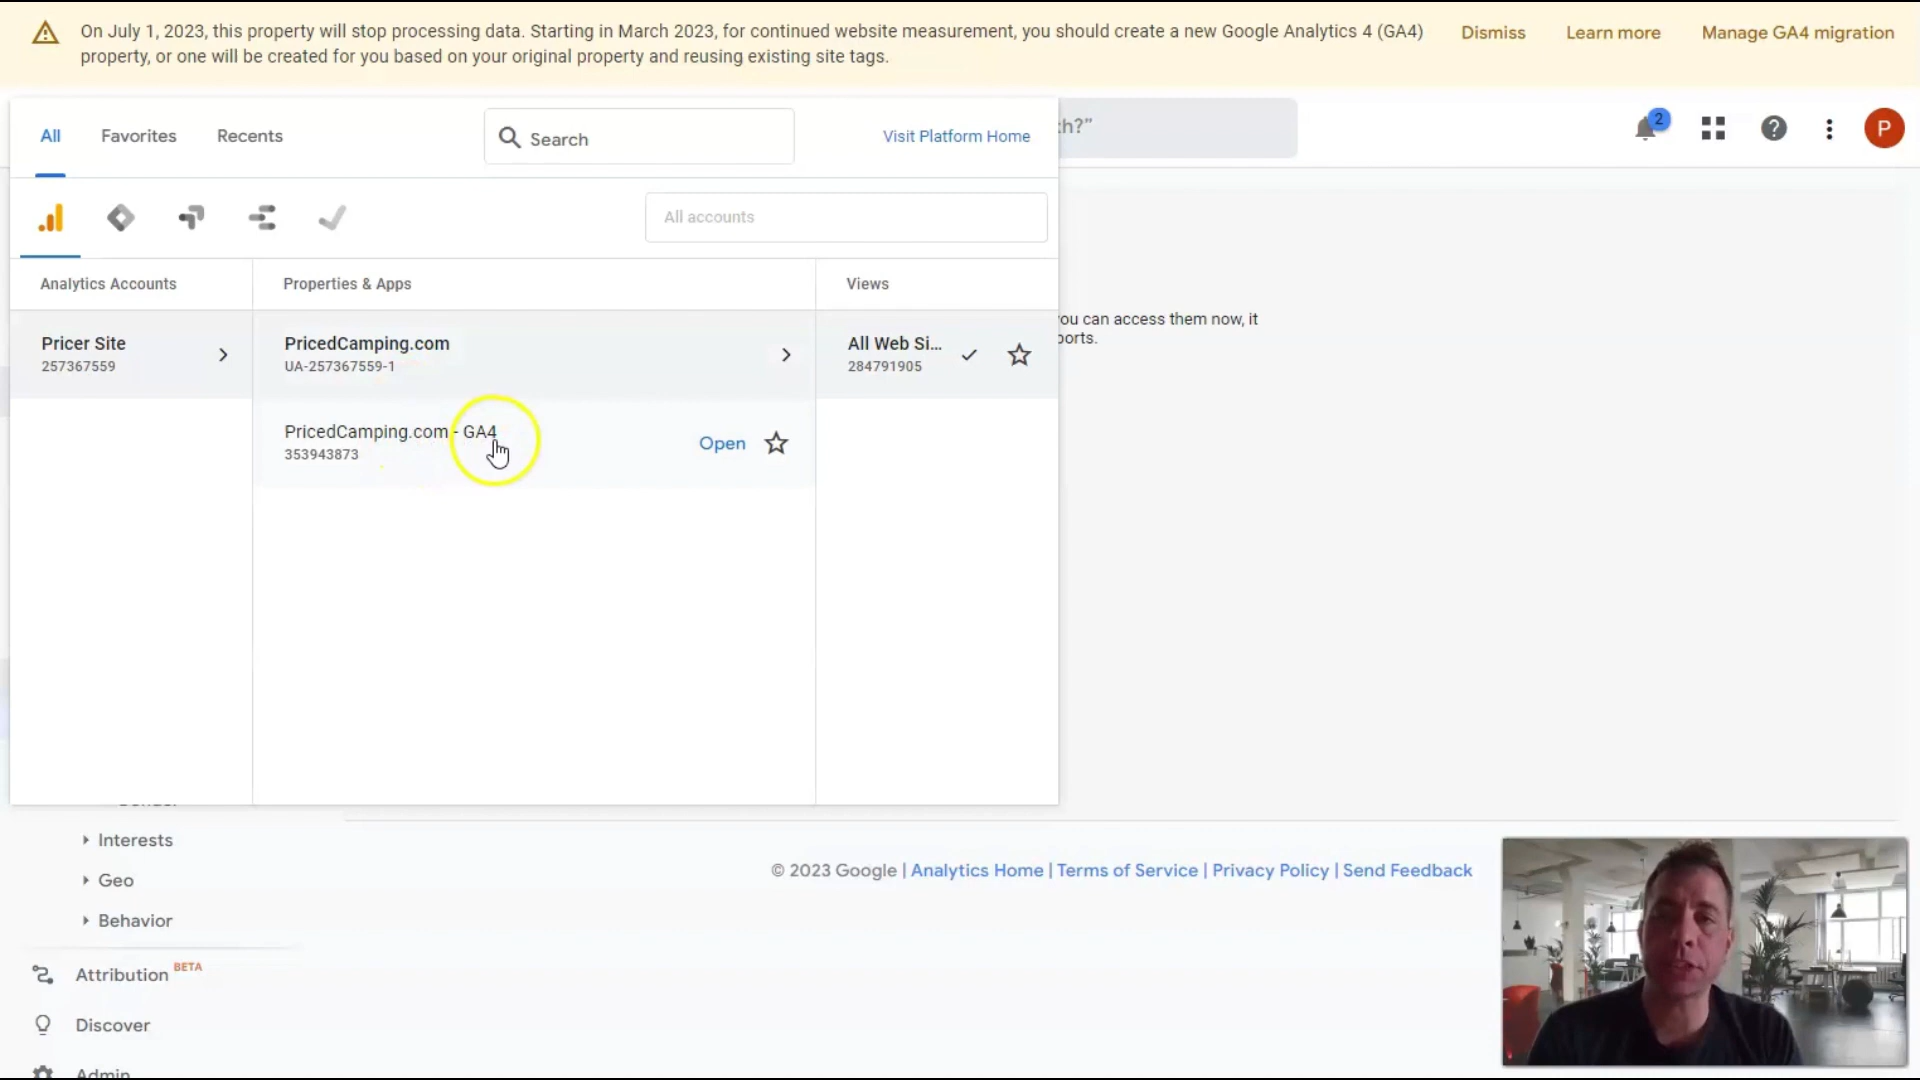 On July 1, 2023, this property will stop processing data. Starting in March 2023, for continued website measurement, you should create a new Google Analytics 4 (GA4)
property, or one will be created for you based on your original property and reusing existing site tags.
Dismiss
Learn more
Manage GA4 migration
All
Favorites
Recents
Search
Visit Platform Home
:h?”
2
P
All accounts
Analytics Accounts
Properties & Apps
Views
Pricer Site
257367559
PricedCamping.com
UA-257367559-1
All Web Si...
284791905
PricedCamping.com - GA4
353943873
Open
ou can access them now, it
ports.
Interests
Geo
Behavior
Attribution BETA
Discover
Admin
© 2023 Google | Analytics Home | Terms of Service | Privacy Policy | Send Feedback